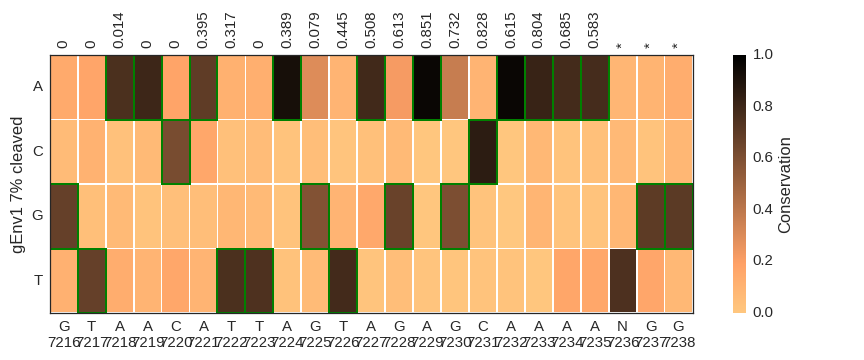 0 0 0.014 0 0 0.395 0.317 0 0.389 0.079 0.445 0.508 0.613 0.851 0.732 0.828 0.615 0.804 0.685 0.583 * * *
gEnv1 7% cleaved
A
C
G
T
G T A A C A T T A G T A G A G C A A A A N G G
7216 7217 7218 7219 7220 7221 7222 7223 7224 7225 7226 7227 7228 7229 7230 7231 7232 7233 7234 7235 7236 7237 7238
1.0
0.8
0.6
0.4
0.2
0.0
Conservation